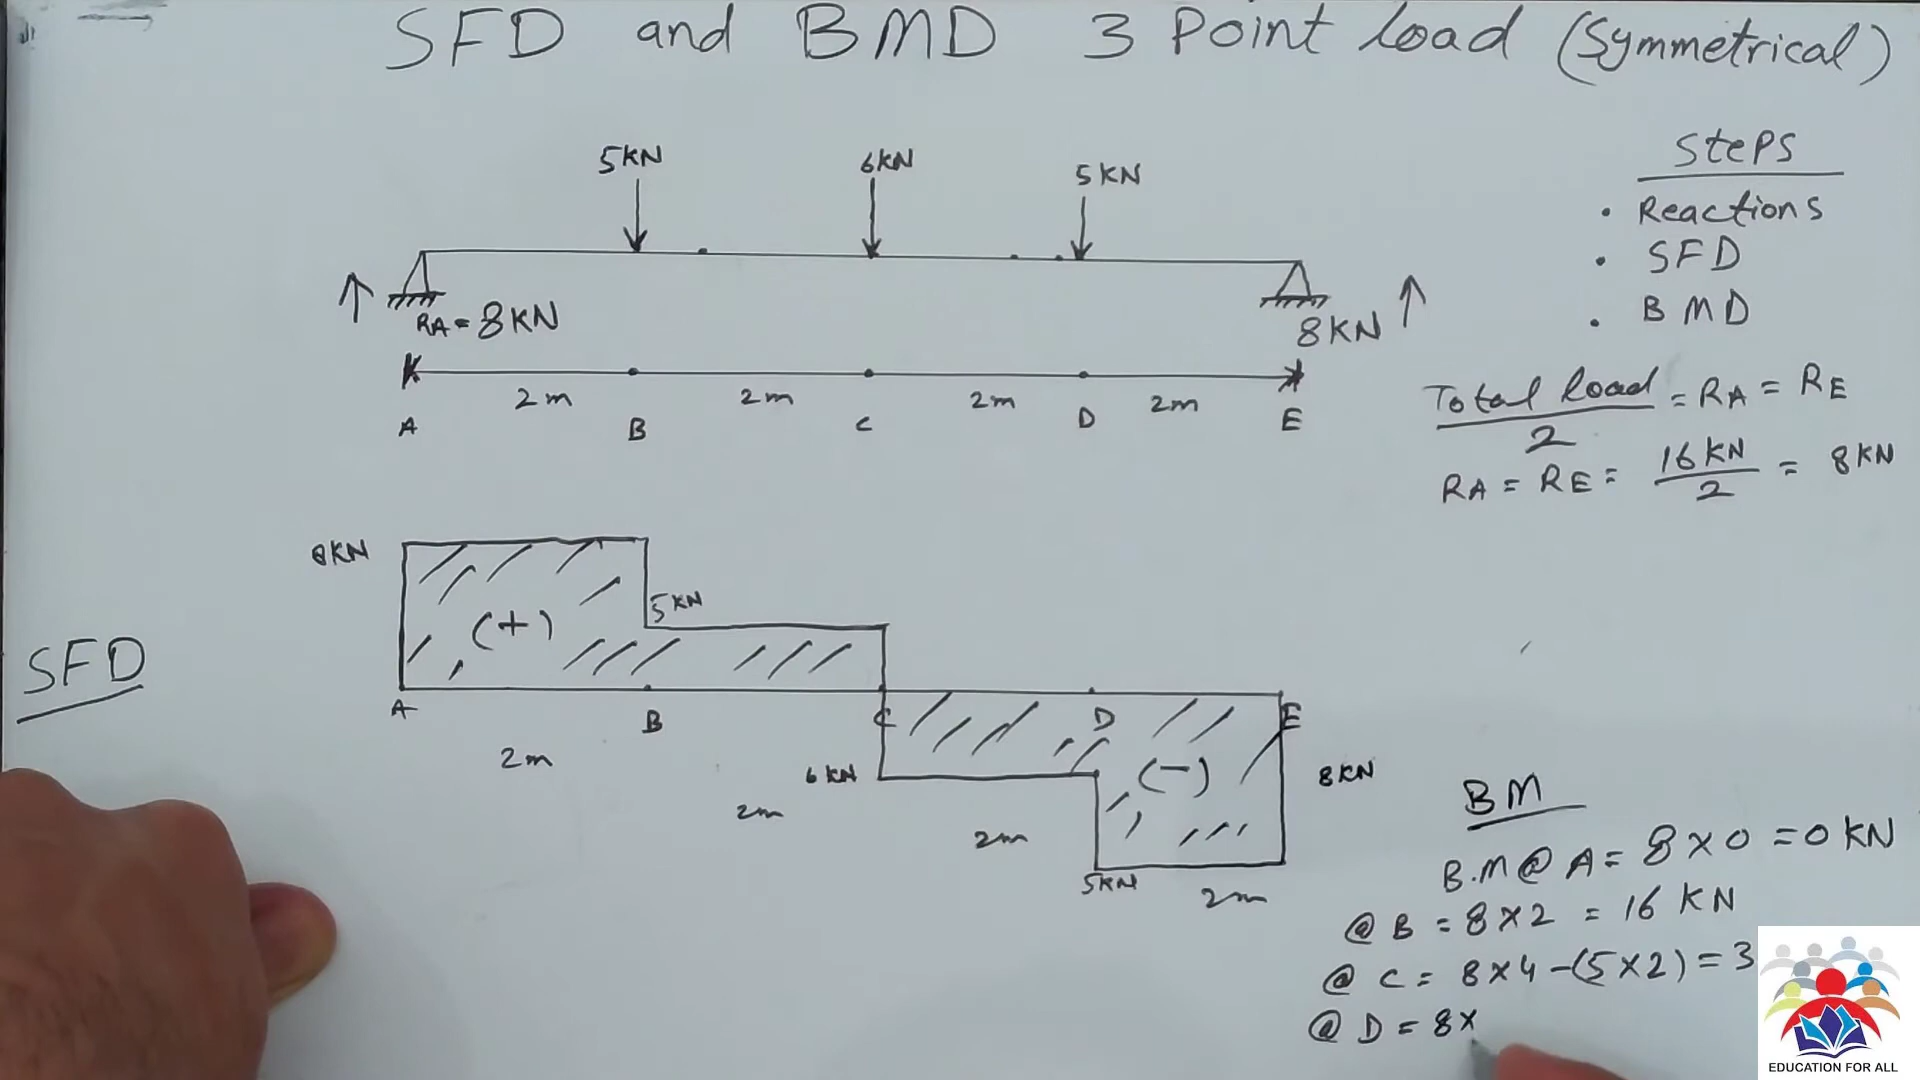 SFD and BMD 3 Point load (Symmetrical)
5KN 6KN 5KN
Steps
• Reactions
• SFD
• BMD
RA = 8KN
8KN
2m 2m 2m 2m
A B C D E
Total load / 2 = RA = RE
RA = RE = 16KN / 2 = 8KN
SFD
8KN
(+)
5KN
A B C D E
2m
6KN
(-)
8KN
2m
2m
5KN
2m
BM
B.M@ A = 8×0 = 0 KN
@ B = 8×2 = 16 KN
@ C = 8×4-(5×2) = 3
@ D = 8×
EDUCATION FOR ALL